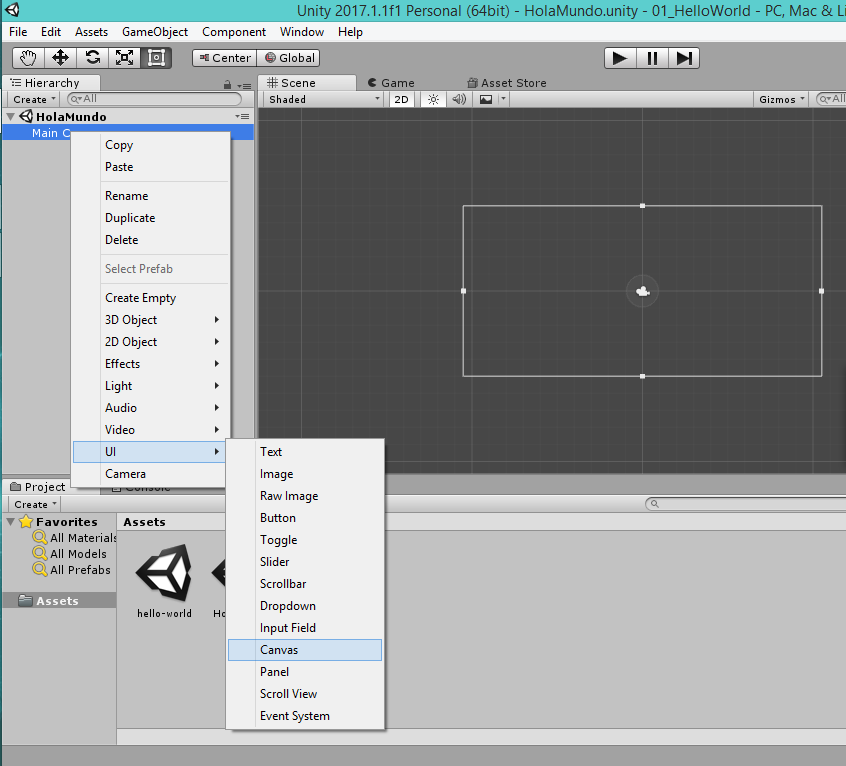 Unity 2017.1.1f1 Personal (64bit) - HolaMundo.unity - 01_HelloWorld - PC, Mac & Li
File Edit Assets GameObject Component Window Help
Center Global
Hierarchy Scene Game Asset Store
Create All Shaded 2D Gizmos All
HolaMundo
Main C
Copy
Paste
Rename
Duplicate
Delete
Select Prefab
Create Empty
3D Object
2D Object
Effects
Light
Audio
Video
UI
Camera
Text
Image
Raw Image
Button
Toggle
Slider
Scrollbar
Dropdown
Input Field
Canvas
Panel
Scroll View
Event System
Project Console
Create
Favorites
All Materials
All Models
All Prefabs
Assets
Assets
hello-world Ho